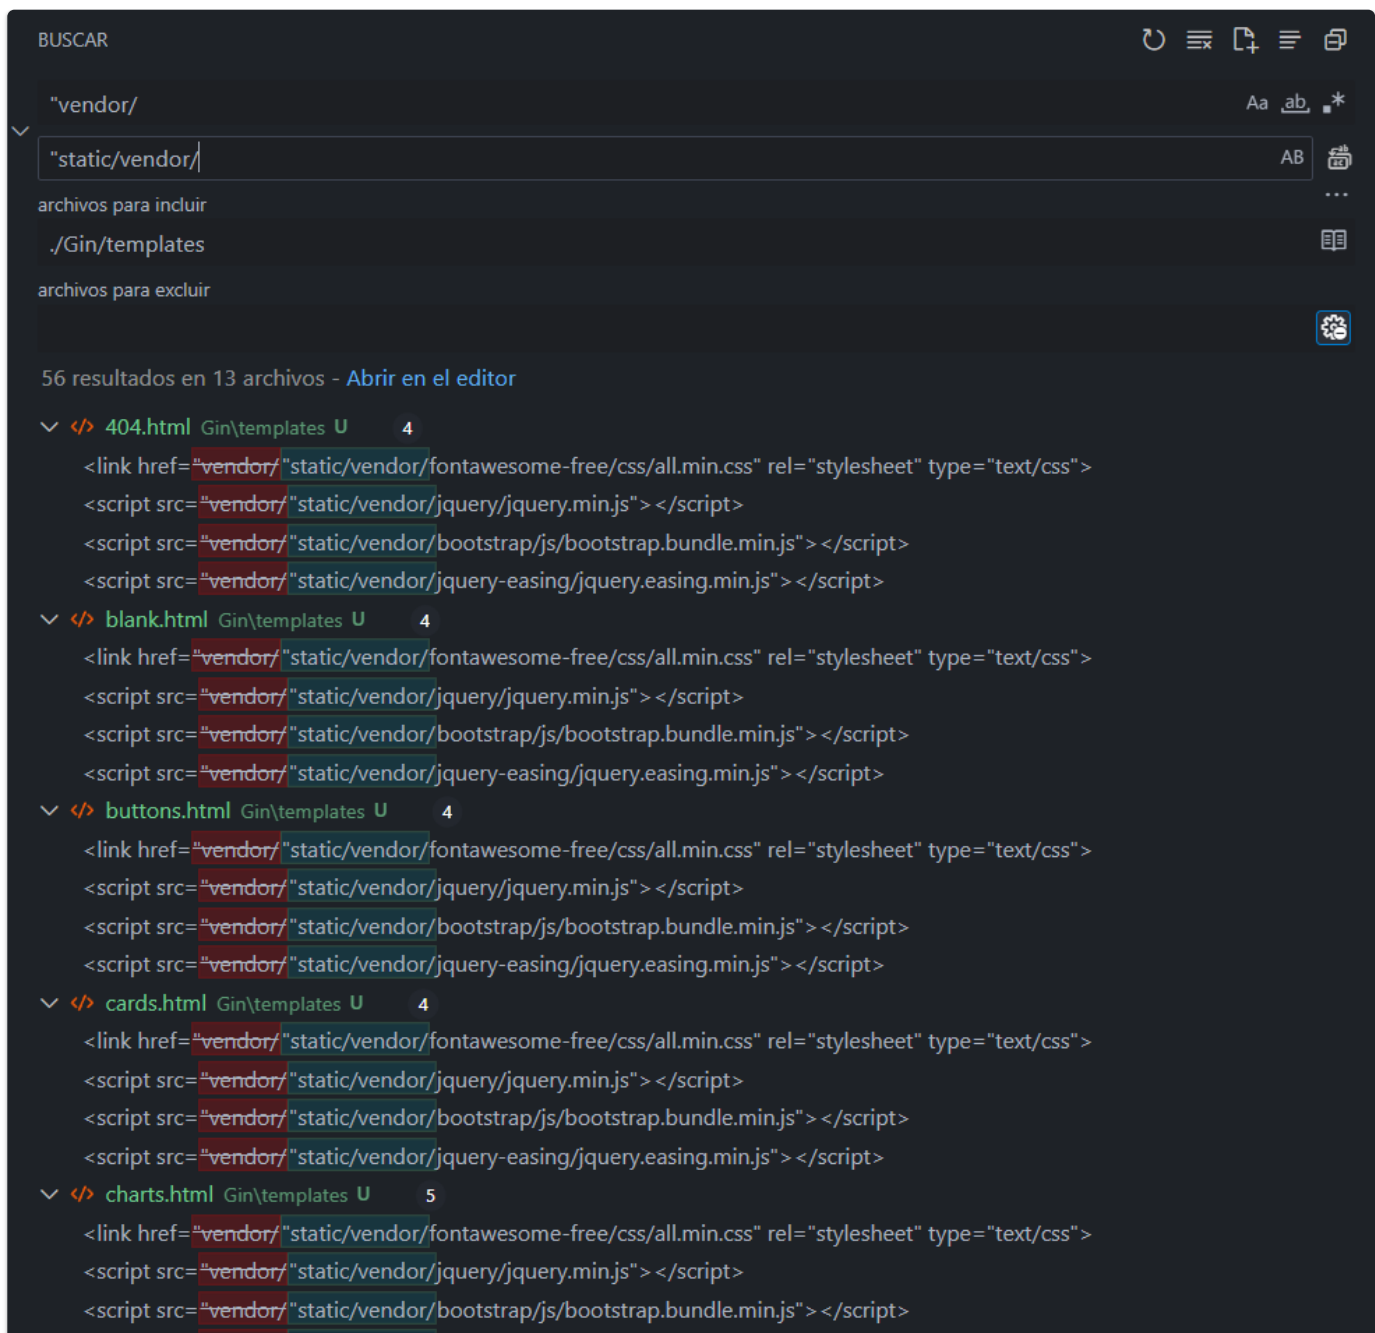 BUSCAR
"vendor/
Aa ab, .*
"static/vendor/
AB
archivos para incluir
./Gin/templates
archivos para excluir
56 resultados en 13 archivos - Abrir en el editor
404.html Gin\templates U 4
<link href="vendor/"static/vendor/fontawesome-free/css/all.min.css" rel="stylesheet" type="text/css">
<script src="vendor/"static/vendor/jquery/jquery.min.js"></script>
<script src="vendor/"static/vendor/bootstrap/js/bootstrap.bundle.min.js"></script>
<script src="vendor/"static/vendor/jquery-easing/jquery.easing.min.js"></script>
blank.html Gin\templates U 4
<link href="vendor/"static/vendor/fontawesome-free/css/all.min.css" rel="stylesheet" type="text/css">
<script src="vendor/"static/vendor/jquery/jquery.min.js"></script>
<script src="vendor/"static/vendor/bootstrap/js/bootstrap.bundle.min.js"></script>
<script src="vendor/"static/vendor/jquery-easing/jquery.easing.min.js"></script>
buttons.html Gin\templates U 4
<link href="vendor/"static/vendor/fontawesome-free/css/all.min.css" rel="stylesheet" type="text/css">
<script src="vendor/"static/vendor/jquery/jquery.min.js"></script>
<script src="vendor/"static/vendor/bootstrap/js/bootstrap.bundle.min.js"></script>
<script src="vendor/"static/vendor/jquery-easing/jquery.easing.min.js"></script>
cards.html Gin\templates U 4
<link href="vendor/"static/vendor/fontawesome-free/css/all.min.css" rel="stylesheet" type="text/css">
<script src="vendor/"static/vendor/jquery/jquery.min.js"></script>
<script src="vendor/"static/vendor/bootstrap/js/bootstrap.bundle.min.js"></script>
<script src="vendor/"static/vendor/jquery-easing/jquery.easing.min.js"></script>
charts.html Gin\templates U 5
<link href="vendor/"static/vendor/fontawesome-free/css/all.min.css" rel="stylesheet" type="text/css">
<script src="vendor/"static/vendor/jquery/jquery.min.js"></script>
<script src="vendor/"static/vendor/bootstrap/js/bootstrap.bundle.min.js"></script>